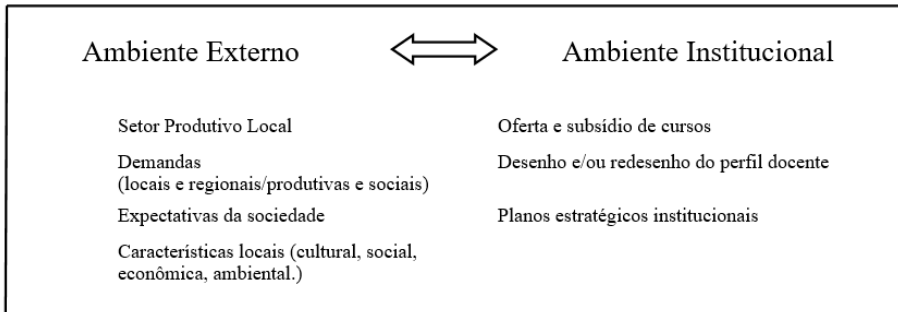 Ambiente Externo
Ambiente Institucional
Setor Produtivo Local
Oferta e subsídio de cursos
Demandas
(locais e regionais/produtivas e sociais)
Desenho e/ou redesenho do perfil docente
Expectativas da sociedade
Planos estratégicos institucionais
Características locais (cultural, social,
econômica, ambiental.)